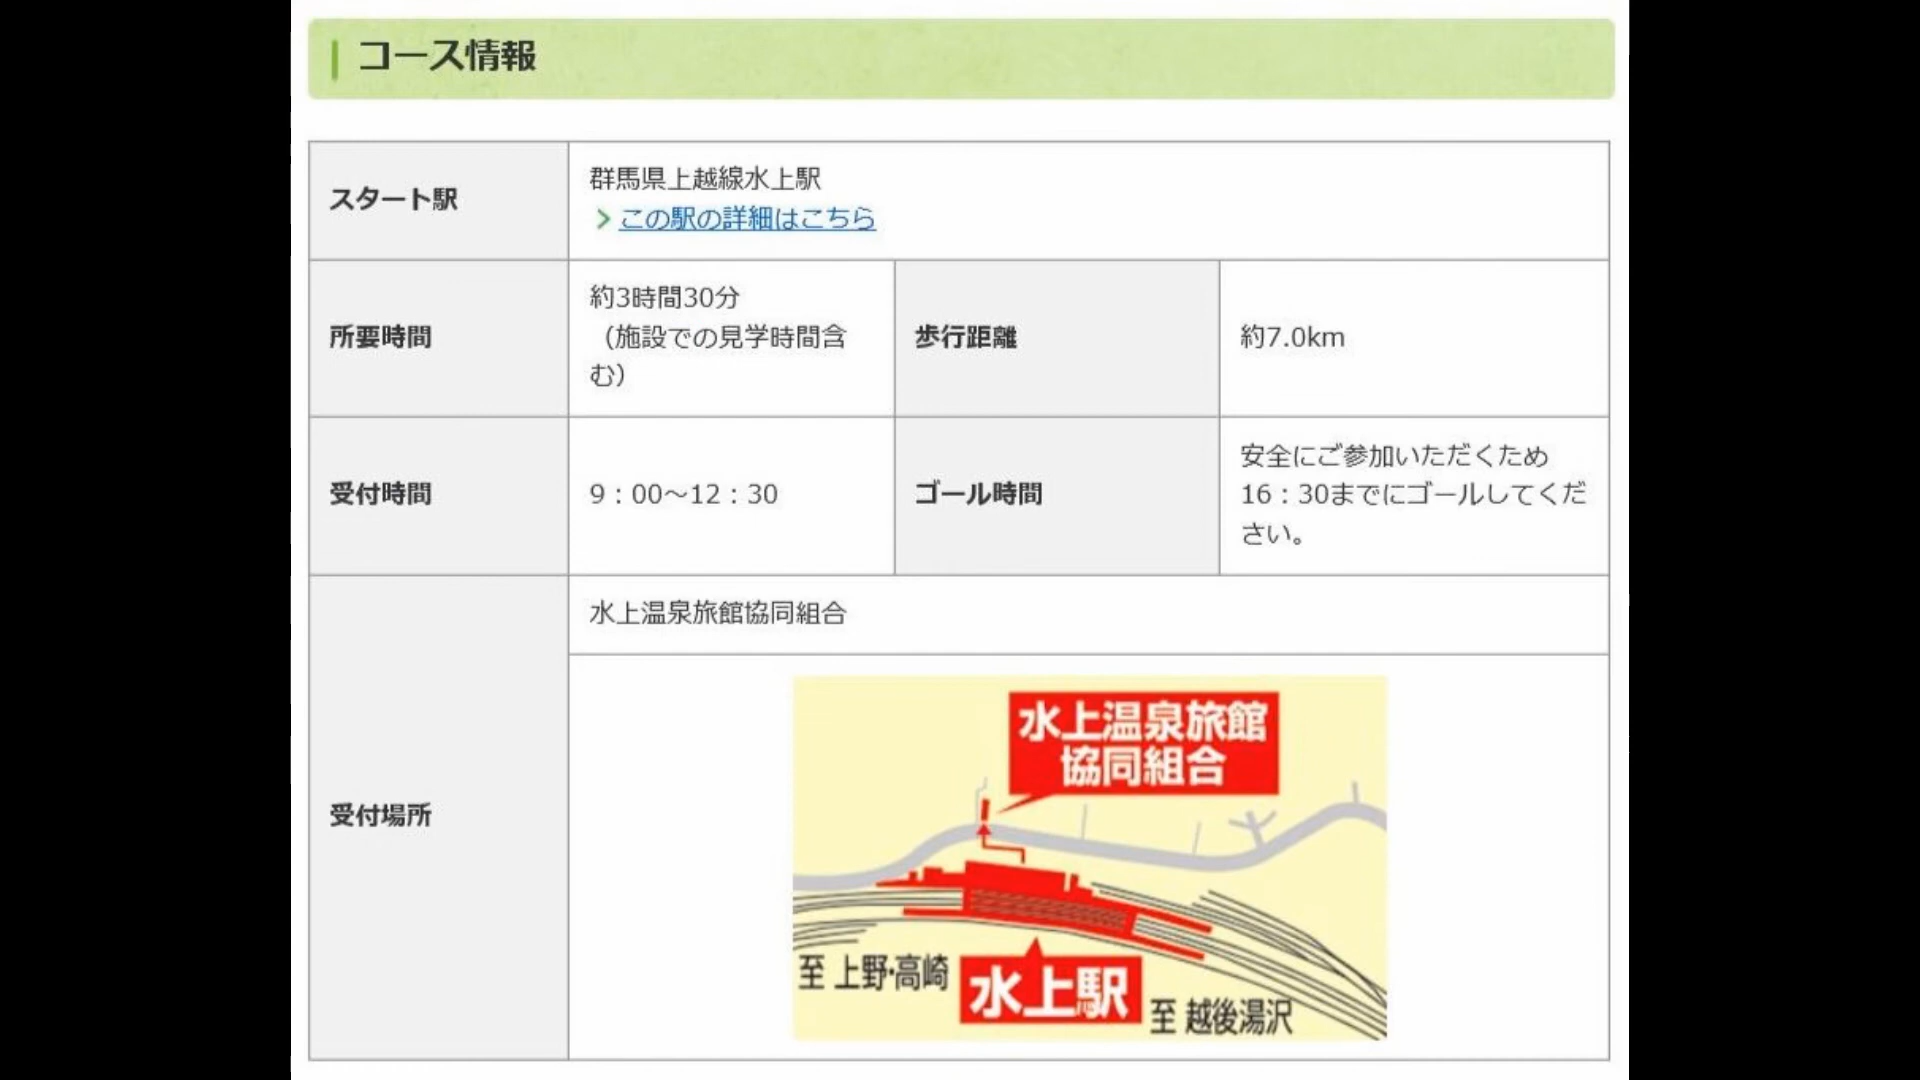 コース情報
スタート駅
群馬県上越線水上駅
この駅の詳細はこちら
所要時間
約3時間30分
（施設での見学時間含
む）
歩行距離
約7.0km
受付時間
9：00～12：30
ゴール時間
安全にご参加いただくため
16：30までにゴールしてくだ
さい。
受付場所
水上温泉旅館協同組合
水上温泉旅館
協同組合
至 上野・高崎
水上駅
至 越後湯沢